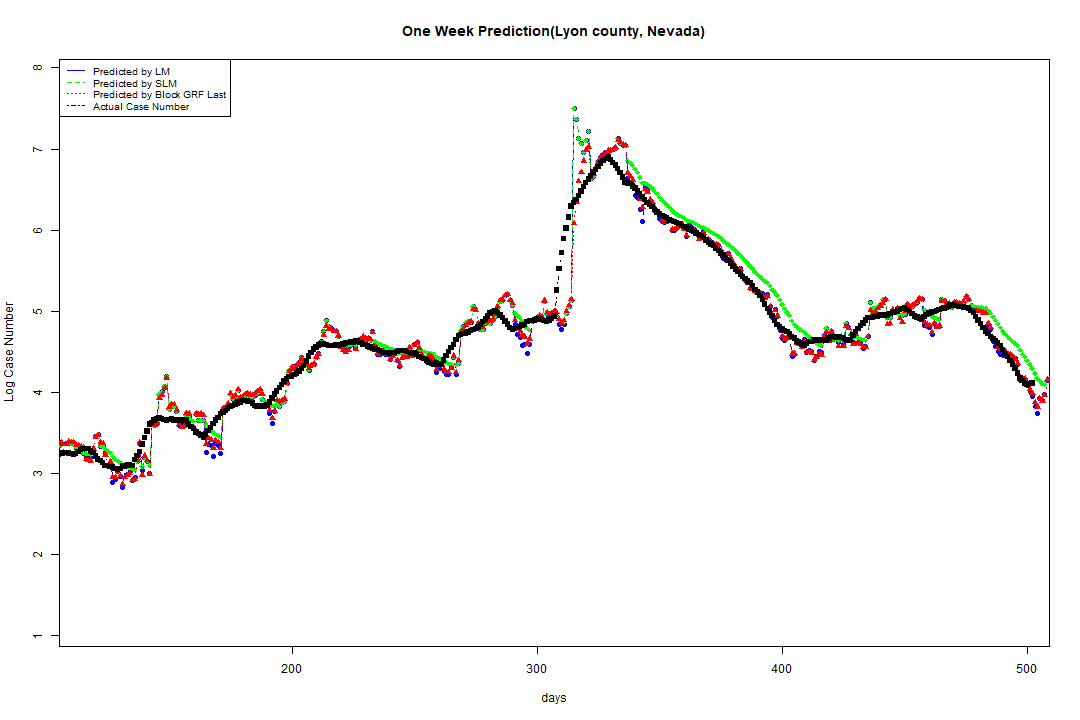 One Week Prediction(Lyon county, Nevada)
Predicted by LM
Predicted by SLM
Predicted by Block GRF Last
Actual Case Number
Log Case Number
8
7
6
5
4
3
2
1
200
300
400
500
days